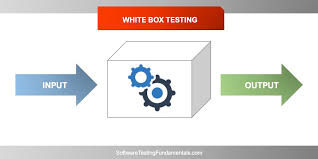 WHITE BOX TESTING
INPUT
OUTPUT
SoftwareTestingFundamentals.com